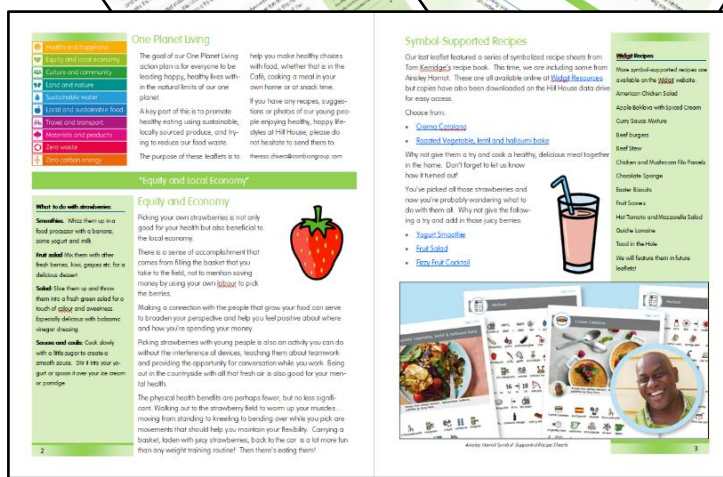 One Planet Living
Health and happiness
Equity and local economy
Culture and community
Land and nature
Sustainable water
Local and sustainable food
Travel and transport
Materials and products
Zero waste
Zero carbon energy
The goal of our One Planet Living
action plan is for everyone to be
leading happy, healthy lives with-
in the natural limits of our one
planet.
A key part of this is to promote
healthy eating using sustainable,
locally sourced produce, and try-
ing to reduce our food waste.
The purpose of these leaflets is to
help you make healthy choices
with food, whether that is in the
Café, cooking a meal in your
own home or at snack time.
If you have any recipes, sugges-
tions or photos of our young peo-
ple enjoying healthy, happy life-
styles at Hill House, please do
not hesitate to send them to:
"Equity and Local Economy"
What to do with strawberries:
Smoothies. Whizz them up in a
food processor with a banana,
some yogurt and milk
Fruit salad Mix them with other
fresh berries, kiwi, grapes etc. for a
delicious dessert
Salad: Slice them up and throw
them into a fresh green salad for a
touch of colour and sweetness.
Especially delicious with balsamic
vinegar dressing.
Sauces and coulis: Cook slowly
with a little sugar to create a
smooth sauce. Stir it into your yo-
gurt or spoon it over your ice cream
or porridge
2
Equity and Economy
Picking your own strawberries is not only
good for your health but also beneficial to
the local economy.
There is a sense of accomplishment that
comes from filling the basket that you
take to the field, not to mention saving
money by using your own labour to pick
the berries.
Making a connection with the people that grow your food can serve
to broaden your perspective and help you feel positive about where
and how you're spending your money.
Picking strawberries with young people is also an activity you can do
without the interference of devices, teaching them about teamwork
and providing the opportunity for conversation while you work. Being
out in the countryside with all that fresh air is also good for your men-
tal health.
The physical health benefits are perhaps fewer, but no less signifi-
cant. Walking out to the strawberry field to warm up your muscles...
moving from standing to kneeling to bending over while you pick are
movements that should help you maintain your flexibility. Carrying a
basket, laden with juicy strawberries, back to the car is a lot more fun
than any weight training routine! Then there's eating them!
Symbol-Supported Recipes
Our last leaflet featured a series of symbolized recipe sheets from
Tom Kerridge's recipe book. This time, we are including some from
Ainsley Harriot. These are all available online at Widgit Resources
but copies have also been downloaded on the Hill House data drive
for easy access.
Choose from:
• Crema Catalana
• Roasted Vegetable, lentil and halloumi bake
Why not give them a try and cook a healthy, delicious meal together
in the home. Don't forget to let us know
how it turned out!
You've picked all those strawberries and
now you're probably wondering what to
do with them all. Why not give the follow-
ing a try and add in those juicy berries:
• Yogurt Smoothie
• Fruit Salad
• Fizzy Fruit Cocktail
Widgit Recipes
More symbol-supported recipes are
available on the Widgit website:
American Chicken Salad
Apple Baklava with Spiced Cream
Curry Sauce Mixture
Beef burgers
Beef Stew
Chicken and Mushroom Filo Parcels
Chocolate Sponge
Easter Biscuits
Fruit Scones
Hot Tomato and Mozzarella Salad
Quiche Lorraine
Toad in the Hole
We will feature them in future
leaflets!
Ainsley Harriot Symbol-Supported Recipe Sheets
3